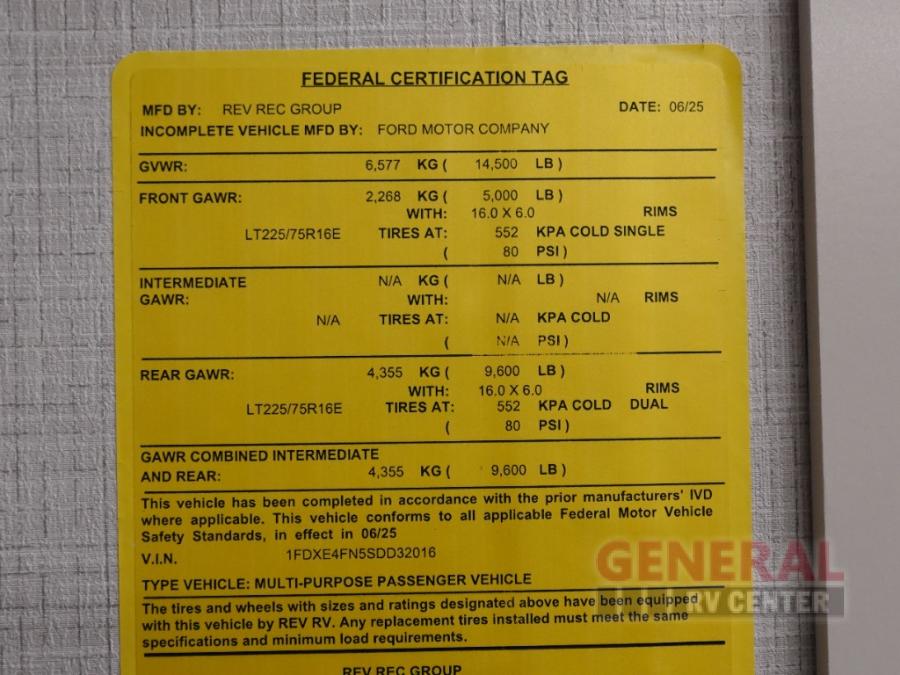 FEDERAL CERTIFICATION TAG
MFD BY: REV REC GROUP DATE: 06/25
INCOMPLETE VEHICLE MFD BY: FORD MOTOR COMPANY
GVWR: 6,577 KG ( 14,500 LB )
FRONT GAWR: 2,268 KG ( 5,000 LB )
WITH: 16.0 X 6.0 RIMS
LT225/75R16E TIRES AT: 552 KPA COLD SINGLE
( 80 PSI )
INTERMEDIATE N/A KG ( N/A LB )
GAWR: WITH: N/A RIMS
N/A TIRES AT: N/A KPA COLD
( N/A PSI )
REAR GAWR: 4,355 KG ( 9,600 LB )
WITH: 16.0 X 6.0 RIMS
LT225/75R16E TIRES AT: 552 KPA COLD DUAL
( 80 PSI )
GAWR COMBINED INTERMEDIATE
AND REAR: 4,355 KG ( 9,600 LB )
This vehicle has been completed in accordance with the prior manufacturers' IVD
where applicable. This vehicle conforms to all applicable Federal Motor Vehicle
Safety Standards, in effect in 06/25
V.I.N. 1FDXE4FN5SDD32016
TYPE VEHICLE: MULTI-PURPOSE PASSENGER VEHICLE
The tires and wheels with sizes and ratings designated above have been equipped
with this vehicle by REV RV. Any replacement tires installed must meet the same
specifications and minimum load requirements.
REV REC GROUP
GENERAL
RV CENTER